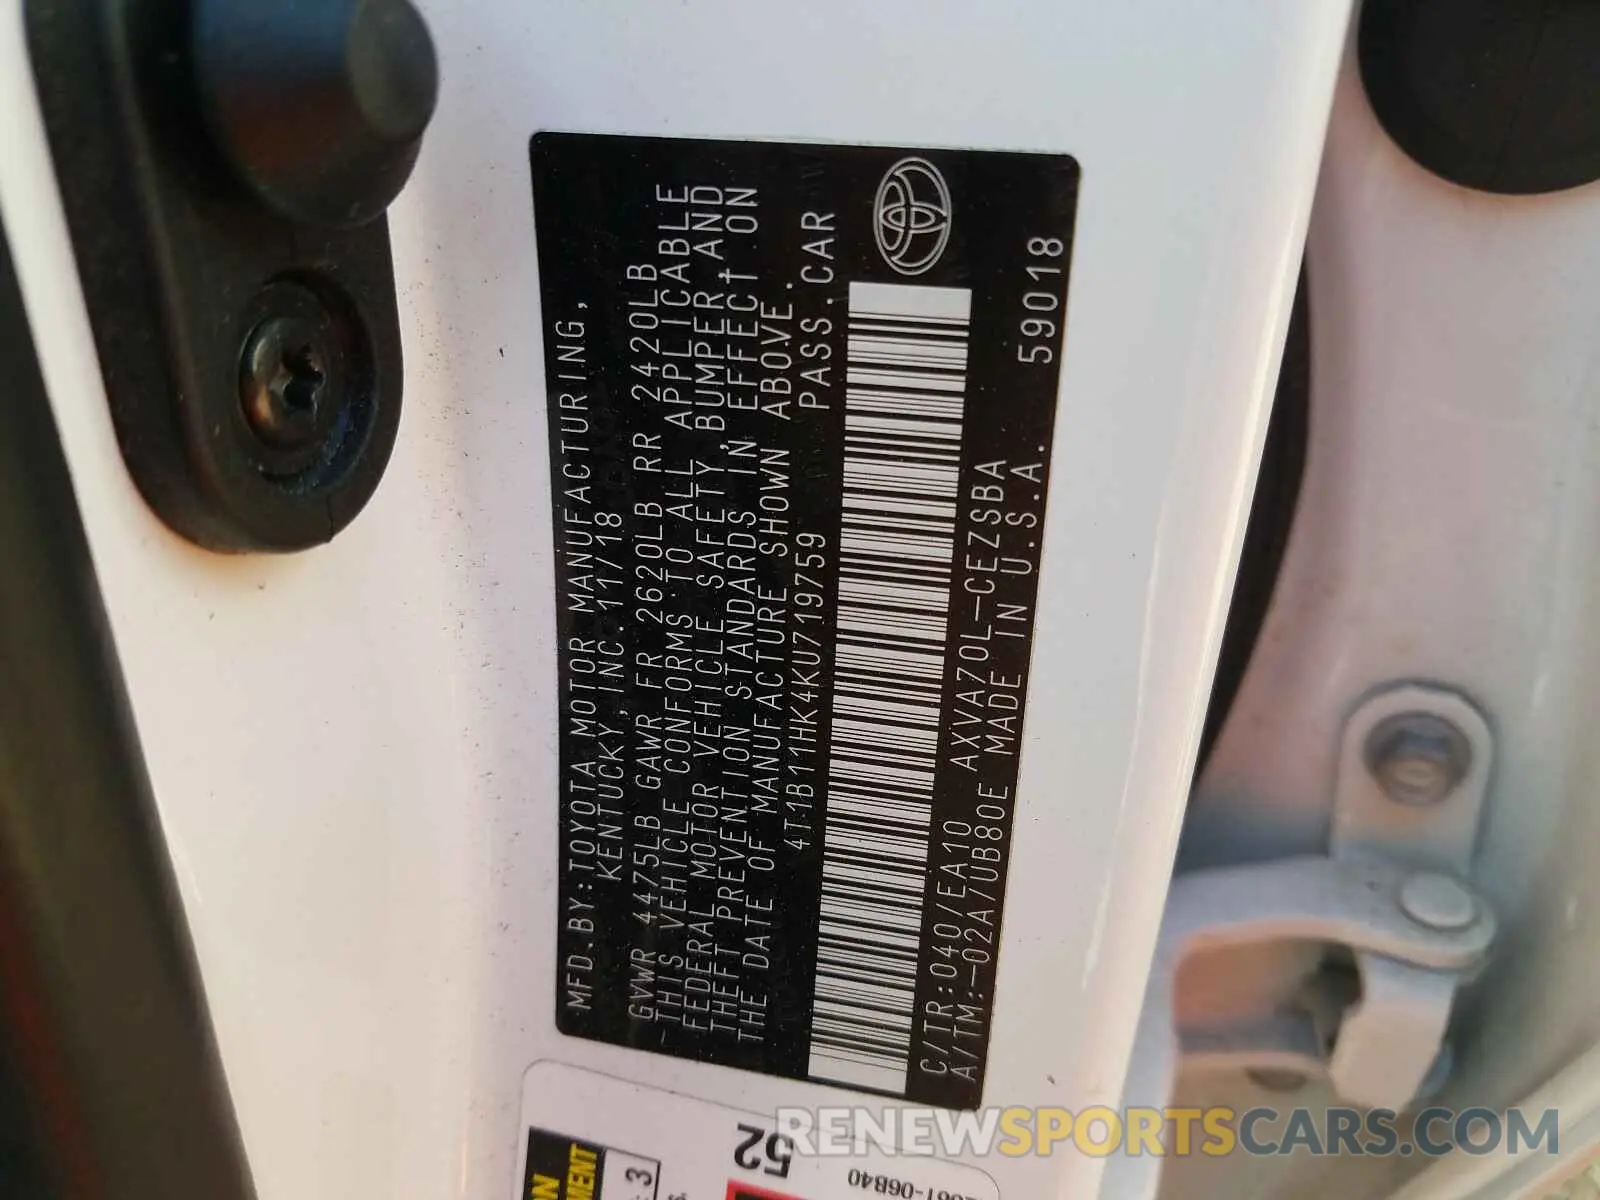 MFD.BY:TOYOTA MOTOR MANUFACTURING,
KENTUCKY,INC.11/18
GVWR 4475LB GAWR FR 2620LB RR 2420LB
THIS VEHICLE CONFORMS TO ALL APPLICABLE
FEDERAL MOTOR VEHICLE SAFETY,BUMPER,AND
THEFT PREVENTION STANDARDS IN EFFECT ON
THE DATE OF MANUFACTURE SHOWN ABOVE.
4T1B11HK4KU719759 PASS.CAR
C/TR:040/EA10 AXVA70L-CEZSBA 59018
A/TM:-02A/UB80E MADE IN U.S.A.
52
3
RENEWSPORTSCARS.COM